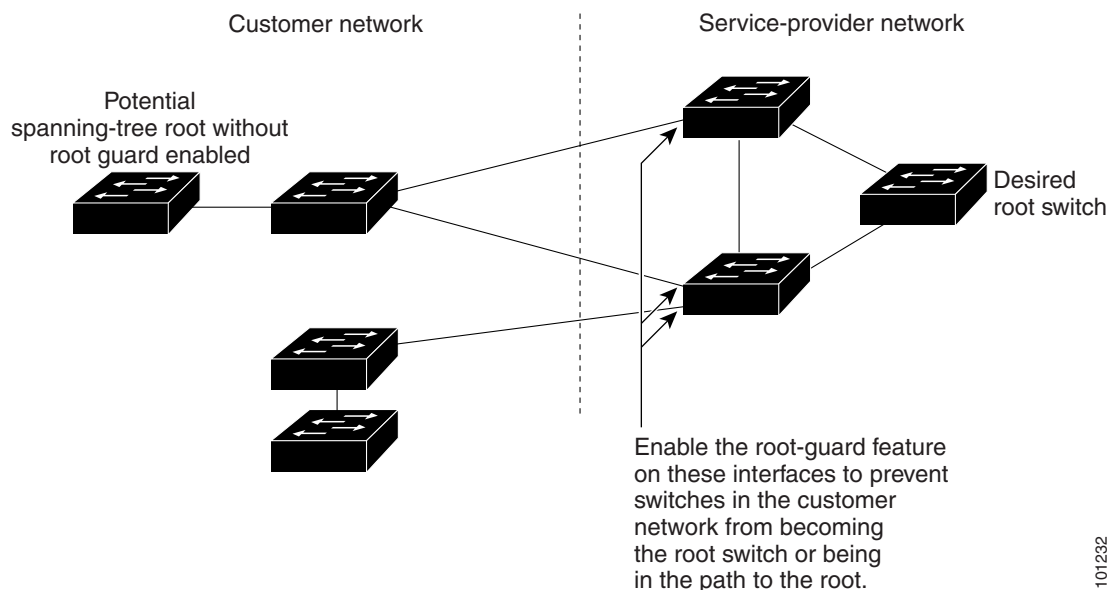 Customer network
Service-provider network
Potential
spanning-tree root without
root guard enabled
Desired
root switch
Enable the root-guard feature
on these interfaces to prevent
switches in the customer
network from becoming
the root switch or being
in the path to the root.
101232